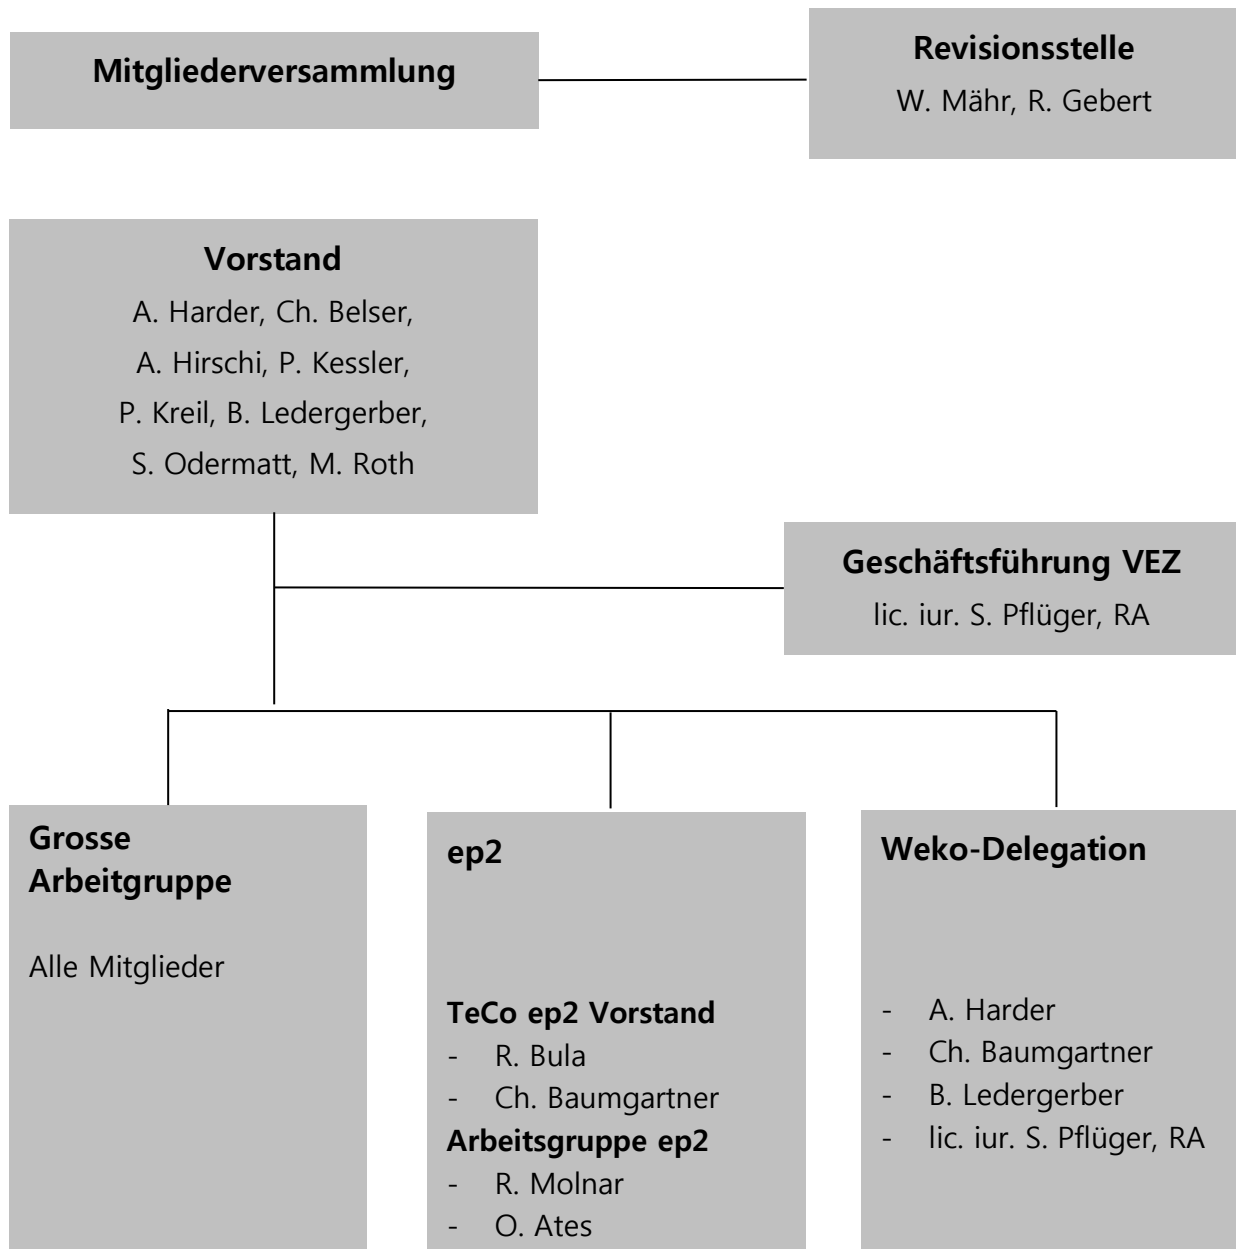 Mitgliederversammlung
Revisionsstelle
W. Mähr, R. Gebert
Vorstand
A. Harder, Ch. Belser,
A. Hirschi, P. Kessler,
P. Kreil, B. Ledergerber,
S. Odermatt, M. Roth
Geschäftsführung VEZ
lic. iur. S. Pflüger, RA
Grosse
Arbeitgruppe
Alle Mitglieder
ep2
TeCo ep2 Vorstand
- R. Bula
- Ch. Baumgartner
Arbeitsgruppe ep2
- R. Molnar
- O. Ates
Weko-Delegation
- A. Harder
- Ch. Baumgartner
- B. Ledergerber
- lic. iur. S. Pflüger, RA